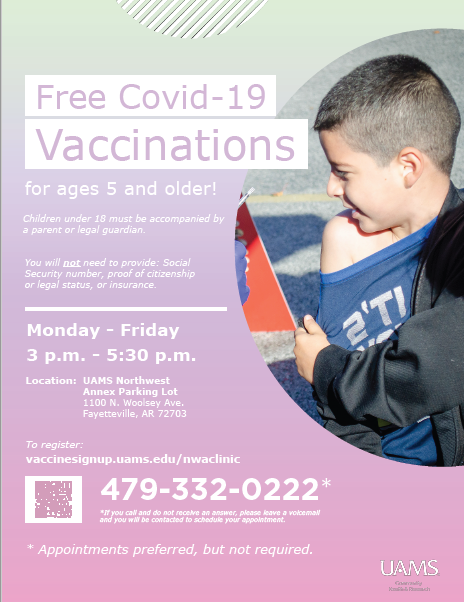 Free Covid-19
Vaccinations
for ages 5 and older!
Children under 18 must be accompanied by
a parent or legal guardian.
You will not need to provide: Social
Security number, proof of citizenship
or legal status, or insurance.
Monday - Friday
3 p.m. - 5:30 p.m.
Location: UAMS Northwest
Annex Parking Lot
1100 N. Woolsey Ave.
Fayetteville, AR 72703
To register:
vaccinesignup.uams.edu/nwaclinic
479-332-0222*
*If you call and do not receive an answer, please leave a voicemail
and you will be contacted to schedule your appointment.
* Appointments preferred, but not required.
UAMS